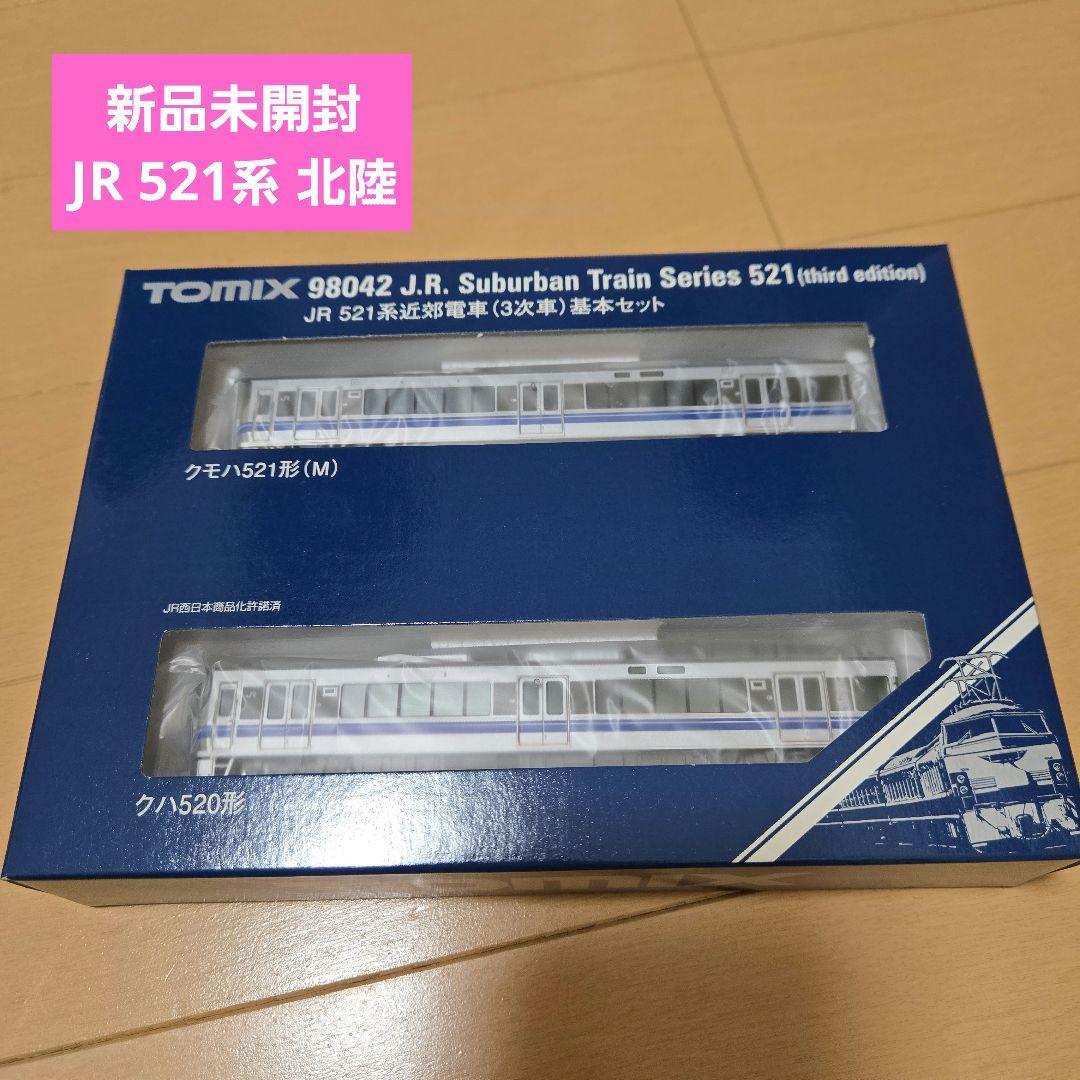 新品未開封
JR 521系 北陸
TOMIX 98042 J.R. Suburban Train Series 521 (third edition)
JR 521系近郊電車(3次車)基本セット
クモハ521形(M)
JR西日本商品化許諾済
クハ520形
TOMIX